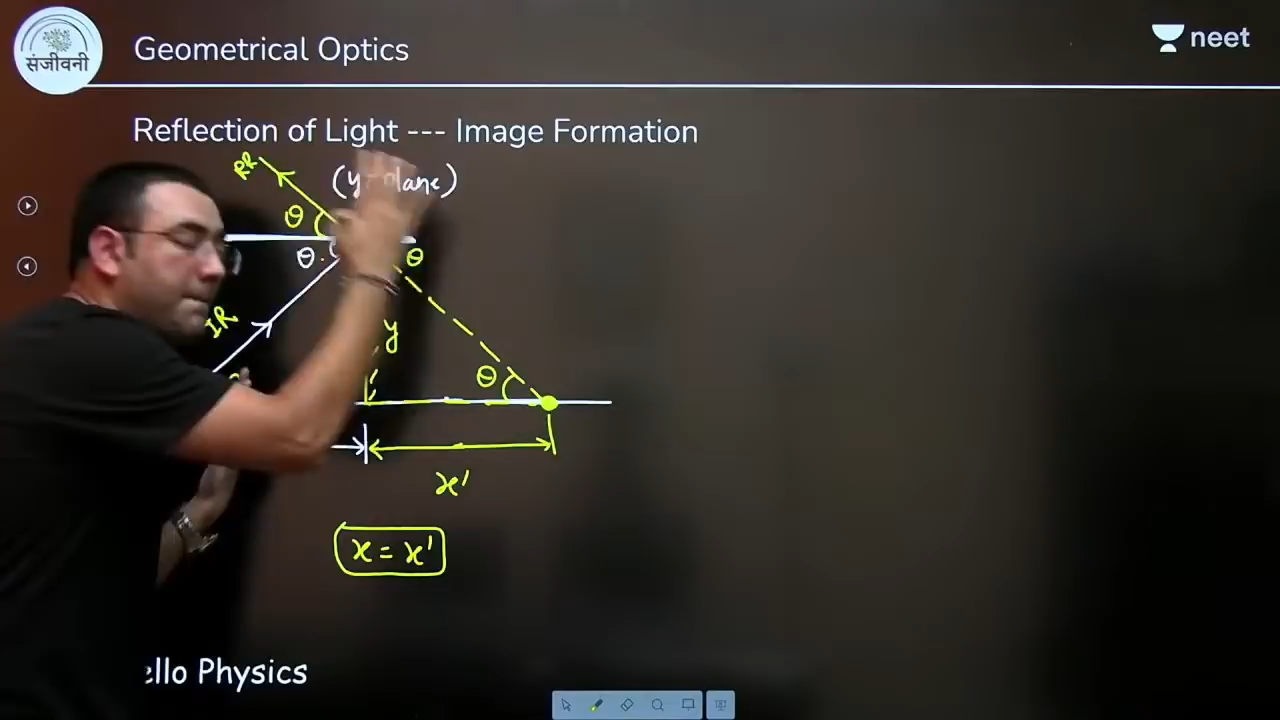 संजीवनी
Geometrical Optics
neet
Reflection of Light --- Image Formation
RR
θ
θ
θ
IR
y
θ
x'
x = x'
ello Physics